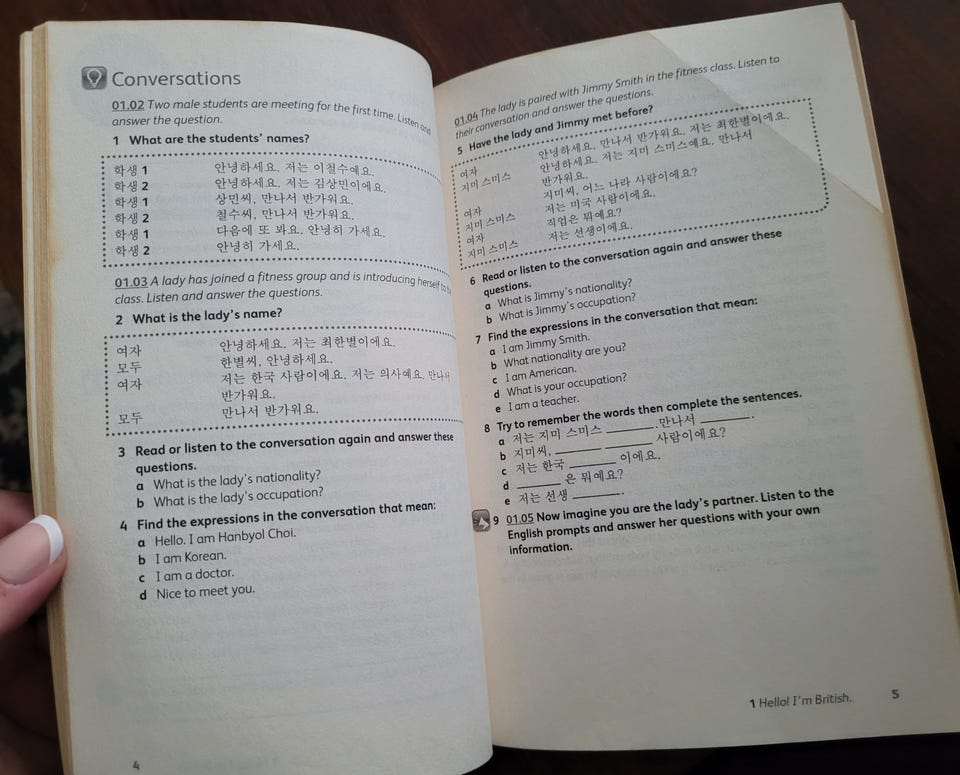 Conversations
01.02 Two male students are meeting for the first time. Listen and
answer the question.
1 What are the students' names?
학생 1 안녕하세요. 저는 이철수예요.
학생 2 안녕하세요. 저는 김상민이에요.
학생 1 상민씨, 만나서 반가워요.
학생 2 철수씨, 만나서 반가워요.
학생 1 다음에 또 봐요. 안녕히 가세요.
학생 2 안녕히 가세요.
01.03 A lady has joined a fitness group and is introducing herself to the
class. Listen and answer the questions.
2 What is the lady's name?
여자 안녕하세요. 저는 최한별이에요.
모두 한별씨, 안녕하세요.
여자 저는 한국 사람이에요. 저는 의사예요. 만나서
반가워요.
모두 만나서 반가워요.
3 Read or listen to the conversation again and answer these
questions.
a What is the lady's nationality?
b What is the lady's occupation?
4 Find the expressions in the conversation that mean:
a Hello. I am Hanbyol Choi.
b I am Korean.
c I am a doctor.
d Nice to meet you.
4
01.04 The lady is paired with Jimmy Smith in the fitness class. Listen to
their conversation and answer the questions.
5 Have the lady and Jimmy met before?
여자 안녕하세요. 만나서 반가워요. 저는 최한별이에요.
지미 스미스 안녕하세요. 저는 지미 스미스예요. 만나서
반가워요.
여자 지미씨, 어느 나라 사람이에요?
지미 스미스 저는 미국 사람이에요.
여자 직업은 뭐예요?
지미 스미스 저는 선생이에요.
6 Read or listen to the conversation again and answer these
questions.
a What is Jimmy's nationality?
b What is Jimmy's occupation?
7 Find the expressions in the conversation that mean:
a I am Jimmy Smith.
b What nationality are you?
c I am American.
d What is your occupation?
e I am a teacher.
8 Try to remember the words then complete the sentences.
a 저는 지미 스미스 ______.만나서 ______.
b 지미씨, ______ ______ 사람이에요?
c 저는 한국 ______ 이에요.
d ______ 은 뭐예요?
e 저는 선생 ______.
9 01.05 Now imagine you are the lady's partner. Listen to the
English prompts and answer her questions with your own
information.
1 Hello! I'm British. 5